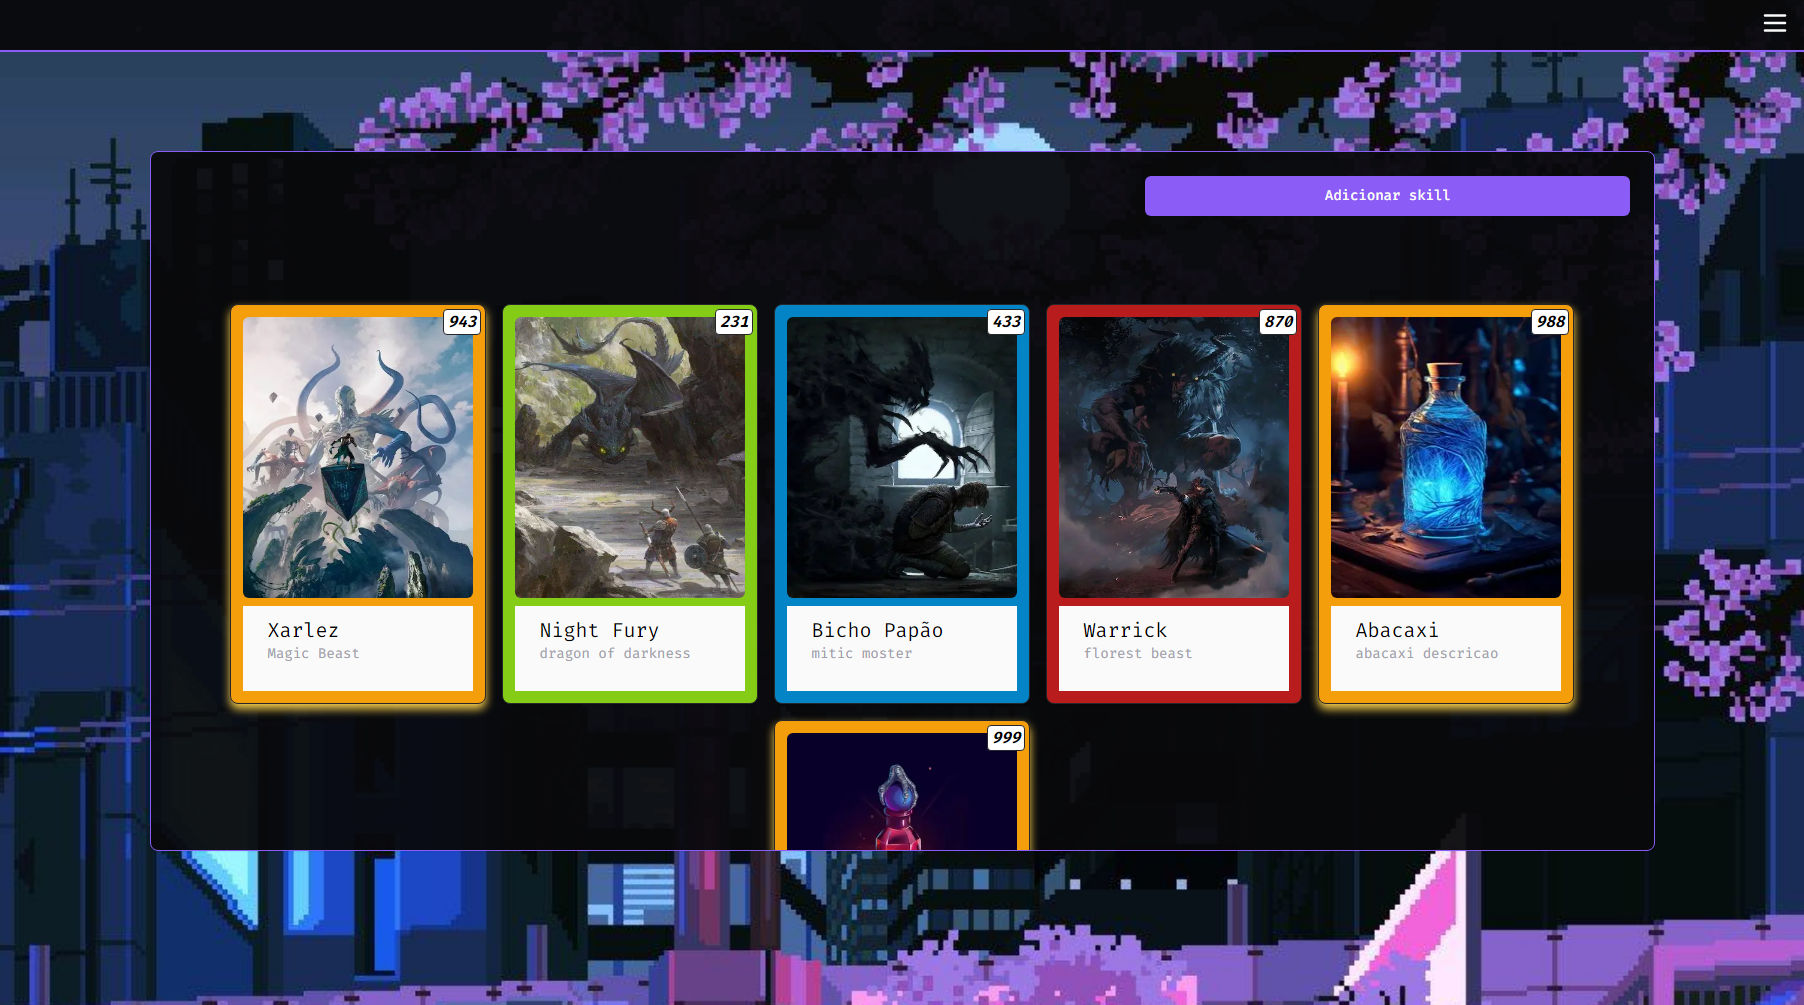 Adicionar skill
943
231
433
870
988
Xarlez
Magic Beast
Night Fury
dragon of darkness
Bicho Papão
mitic moster
Warrick
florest beast
Abacaxi
abacaxi descricao
999